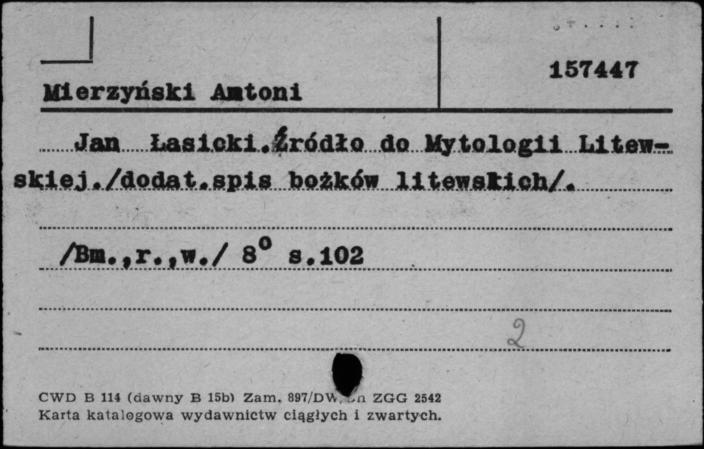 157447
Mierzyński Antoni
Jan Łasicki.Źródło do Mytologii Litew-
skiej./dodat.spis bożków litewskich/.
/Bm.,r.,w./ 8° s.102
2
CWD B 114 (dawny B 15b) Zam. 897/DW ZGG 2542
Karta katalogowa wydawnictw ciągłych i zwartych.